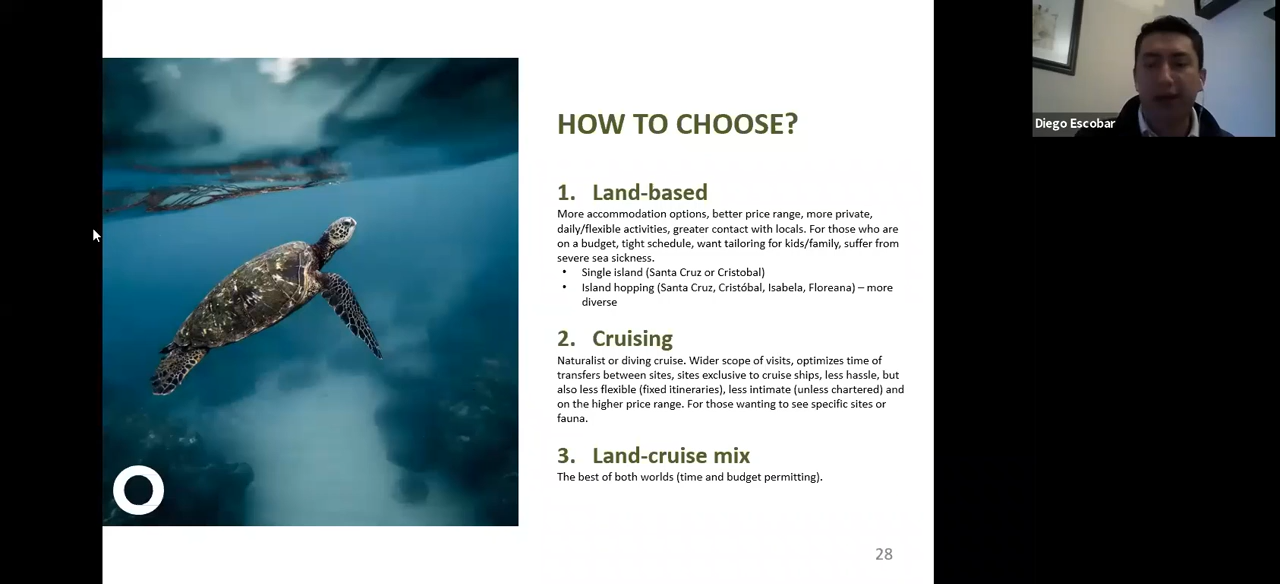 HOW TO CHOOSE?
1. Land-based
More accommodation options, better price range, more private,
daily/flexible activities, greater contact with locals. For those who are
on a budget, tight schedule, want tailoring for kids/family, suffer from
severe sea sickness.
• Single island (Santa Cruz or Cristobal)
• Island hopping (Santa Cruz, Cristóbal, Isabela, Floreana) – more
diverse
2. Cruising
Naturalist or diving cruise. Wider scope of visits, optimizes time of
transfers between sites, sites exclusive to cruise ships, less hassle, but
also less flexible (fixed itineraries), less intimate (unless chartered) and
on the higher price range. For those wanting to see specific sites or
fauna.
3. Land-cruise mix
The best of both worlds (time and budget permitting).
28
Diego Escobar